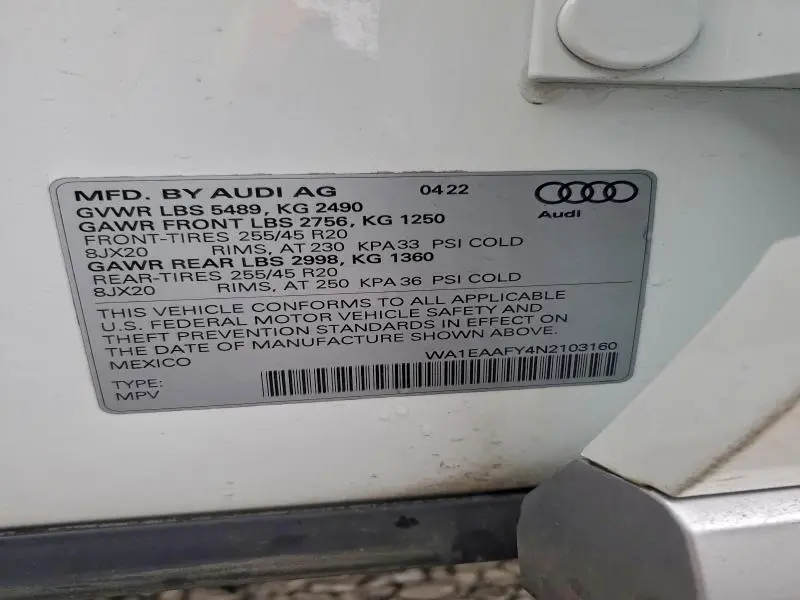 MFD. BY AUDI AG 04 22
Audi
GVWR LBS 5489, KG 2490
GAWR FRONT LBS 2756, KG 1250
FRONT-TIRES 255/45 R20
8JX20 RIMS, AT 230 KPA 33 PSI COLD
GAWR REAR LBS 2998, KG 1360
REAR-TIRES 255/45 R20
8JX20 RIMS, AT 250 KPA 36 PSI COLD
THIS VEHICLE CONFORMS TO ALL APPLICABLE
U.S. FEDERAL MOTOR VEHICLE SAFETY AND
THEFT PREVENTION STANDARDS IN EFFECT ON
THE DATE OF MANUFACTURE SHOWN ABOVE.
MEXICO WA1EAAFY4N2103160
TYPE:
MPV